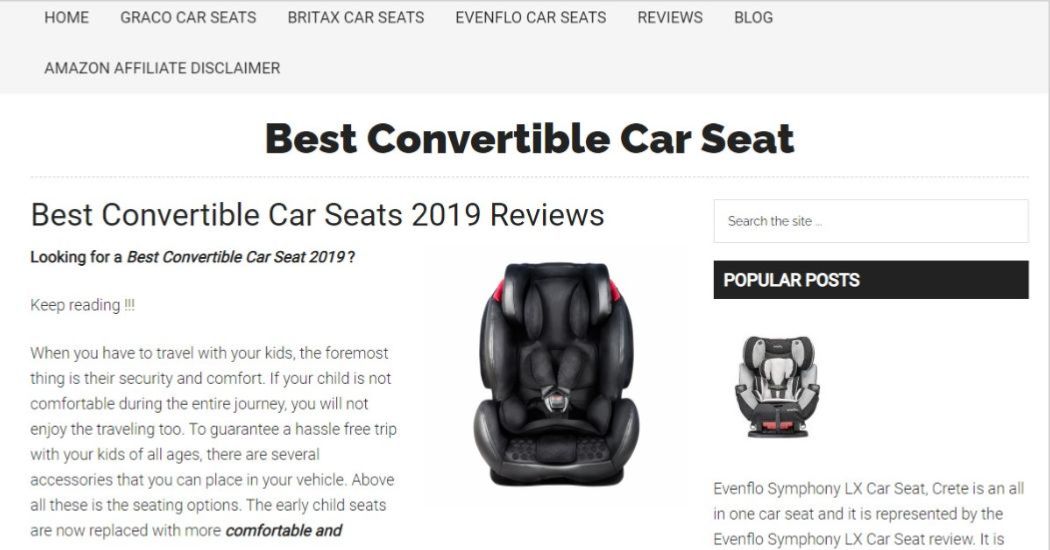 HOME GRACO CAR SEATS BRITAX CAR SEATS EVENFLO CAR SEATS REVIEWS BLOG
AMAZON AFFILIATE DISCLAIMER
Best Convertible Car Seat
Best Convertible Car Seats 2019 Reviews
Looking for a Best Convertible Car Seat 2019 ?
Keep reading !!!
When you have to travel with your kids, the foremost
thing is their security and comfort. If your child is not
comfortable during the entire journey, you will not
enjoy the traveling too. To guarantee a hassle free trip
with your kids of all ages, there are several
accessories that you can place in your vehicle. Above
all these is the seating options. The early child seats
are now replaced with more comfortable and
Search the site ...
POPULAR POSTS
Evenflo Symphony LX Car Seat, Crete is an all
in one car seat and it is represented by the
Evenflo Symphony LX Car Seat review. It is